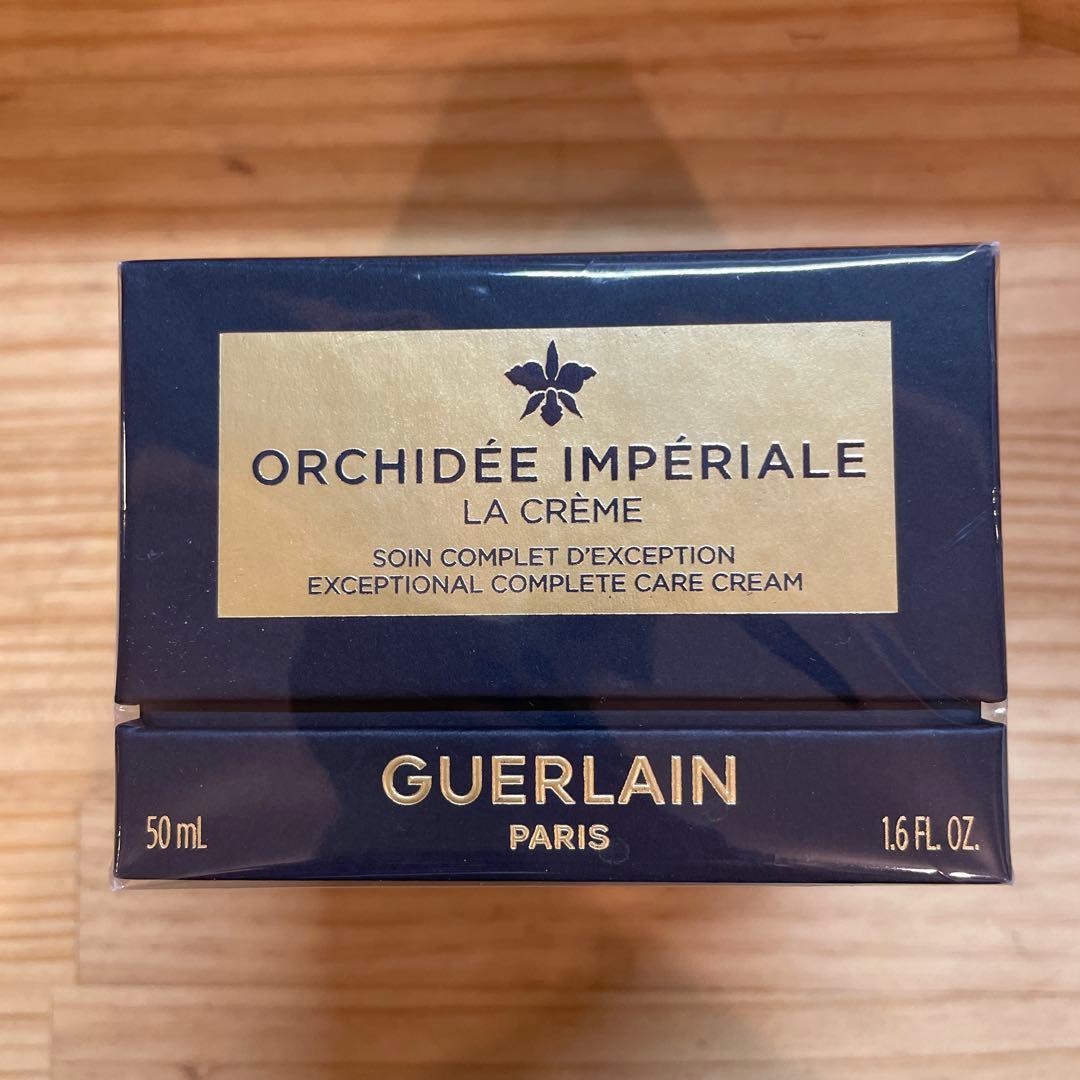 ORCHIDÉE IMPÉRIALE
LA CRÈME
SOIN COMPLET D'EXCEPTION
EXCEPTIONAL COMPLETE CARE CREAM
GUERLAIN
PARIS
50 mL
1.6 FL. OZ.